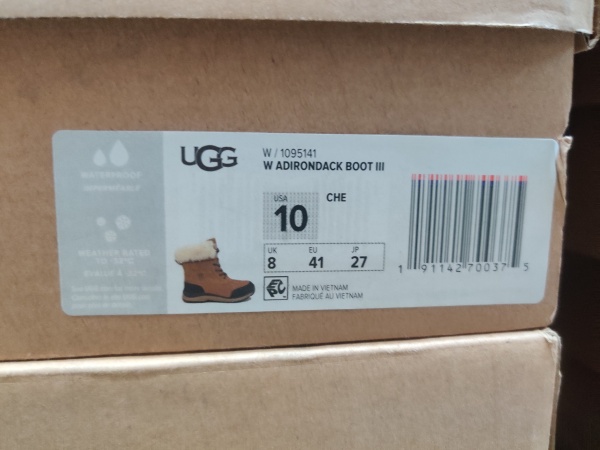 WATERPROOF
IMPERMÉABLE
WEATHER RATED
UGG
W / 1095141
W ADIRONDACK BOOT III
USA
10
CHE
UK EU JP
8 41 27
MADE IN VIETNAM
FABRIQUÉ AU VIETNAM
1 91142 70037 5